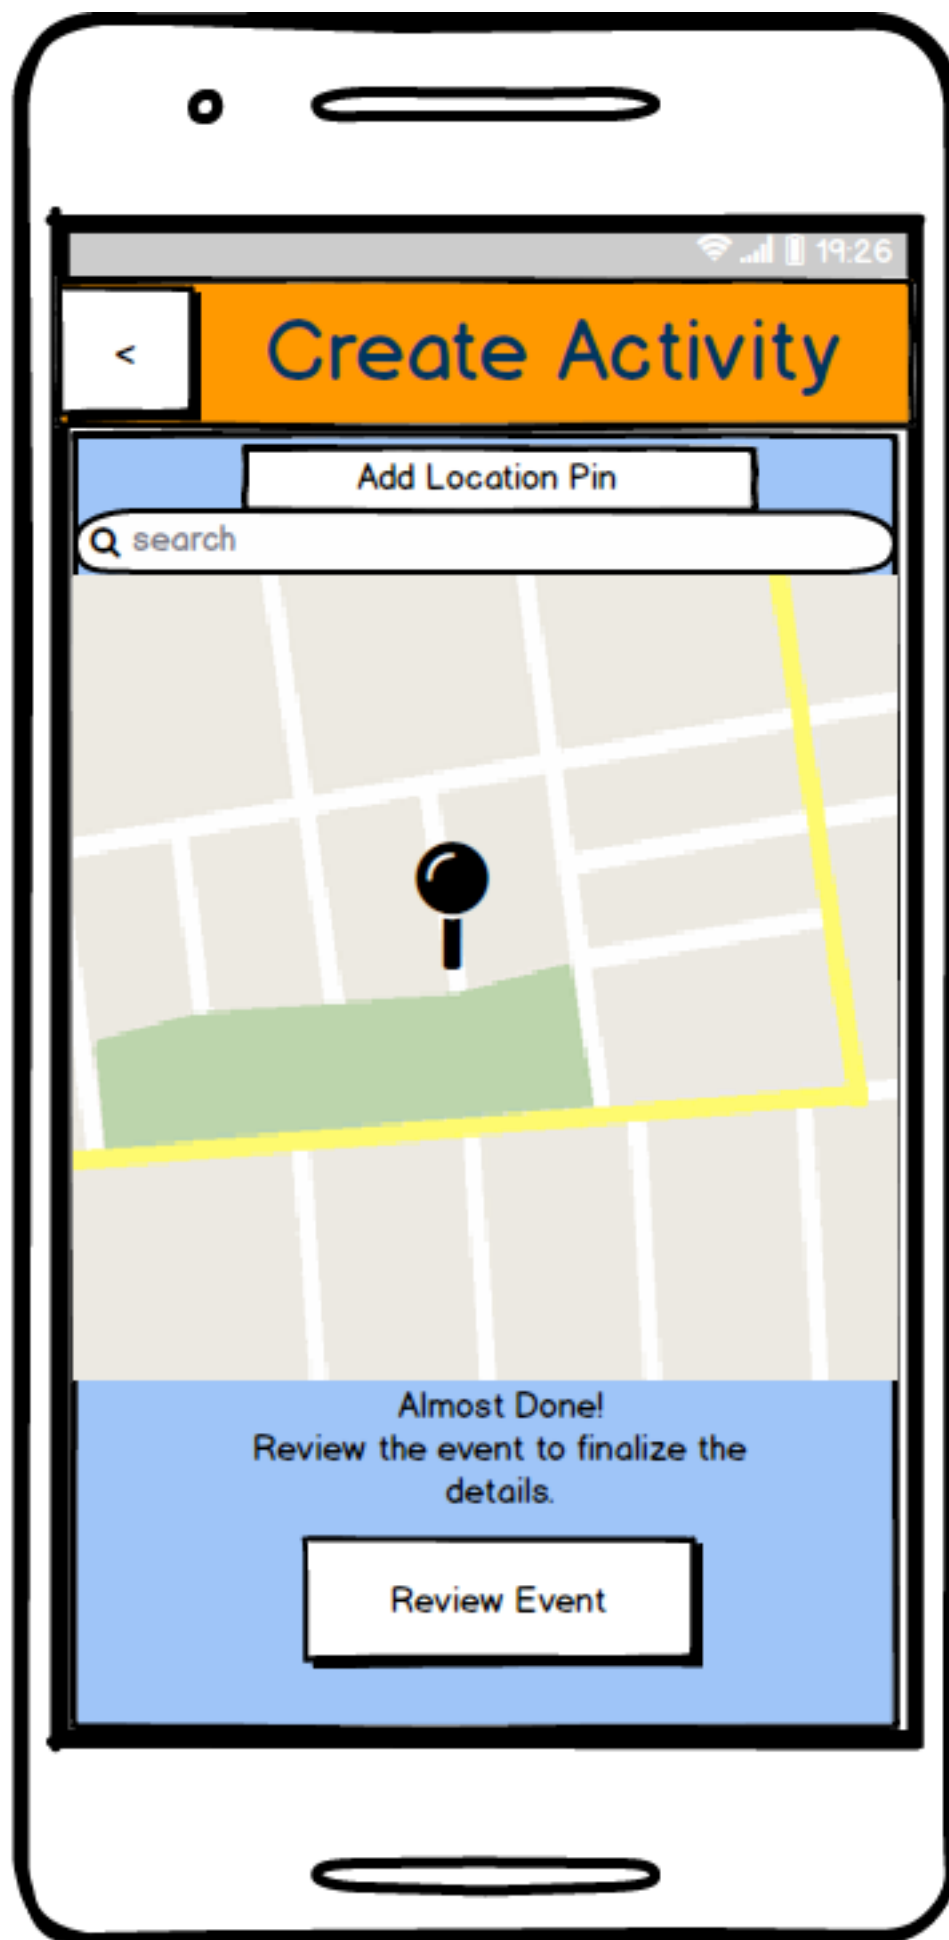 19:26
<
Create Activity
Add Location Pin
search
Almost Done!
Review the event to finalize the
details.
Review Event